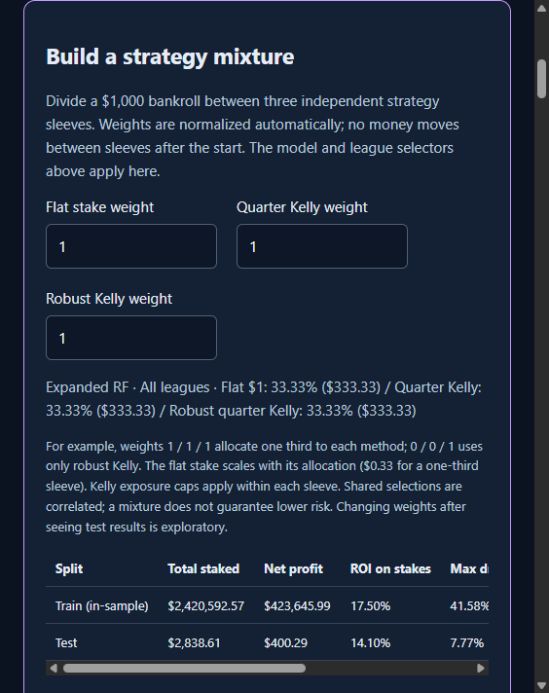 Build a strategy mixture
Divide a $1,000 bankroll between three independent strategy
sleeves. Weights are normalized automatically; no money moves
between sleeves after the start. The model and league selectors
above apply here.
Flat stake weight
Quarter Kelly weight
1
1
Robust Kelly weight
1
Expanded RF · All leagues · Flat $1: 33.33% ($333.33) / Quarter Kelly:
33.33% ($333.33) / Robust quarter Kelly: 33.33% ($333.33)
For example, weights 1 / 1 / 1 allocate one third to each method; 0 / 0 / 1 uses
only robust Kelly. The flat stake scales with its allocation ($0.33 for a one-third
sleeve). Kelly exposure caps apply within each sleeve. Shared selections are
correlated; a mixture does not guarantee lower risk. Changing weights after
seeing test results is exploratory.
Split Total staked Net profit ROI on stakes Max d
Train (in-sample) $2,420,592.57 $423,645.99 17.50% 41.58%
Test $2,838.61 $400.29 14.10% 7.77%